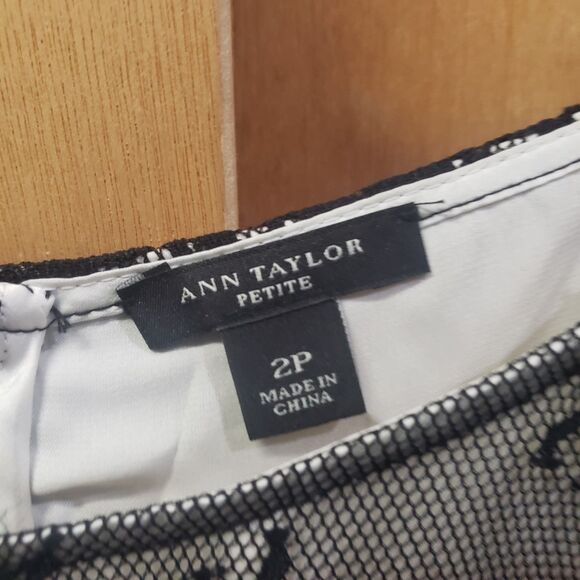 ANN TAYLOR
PETITE
2P
MADE IN
CHINA